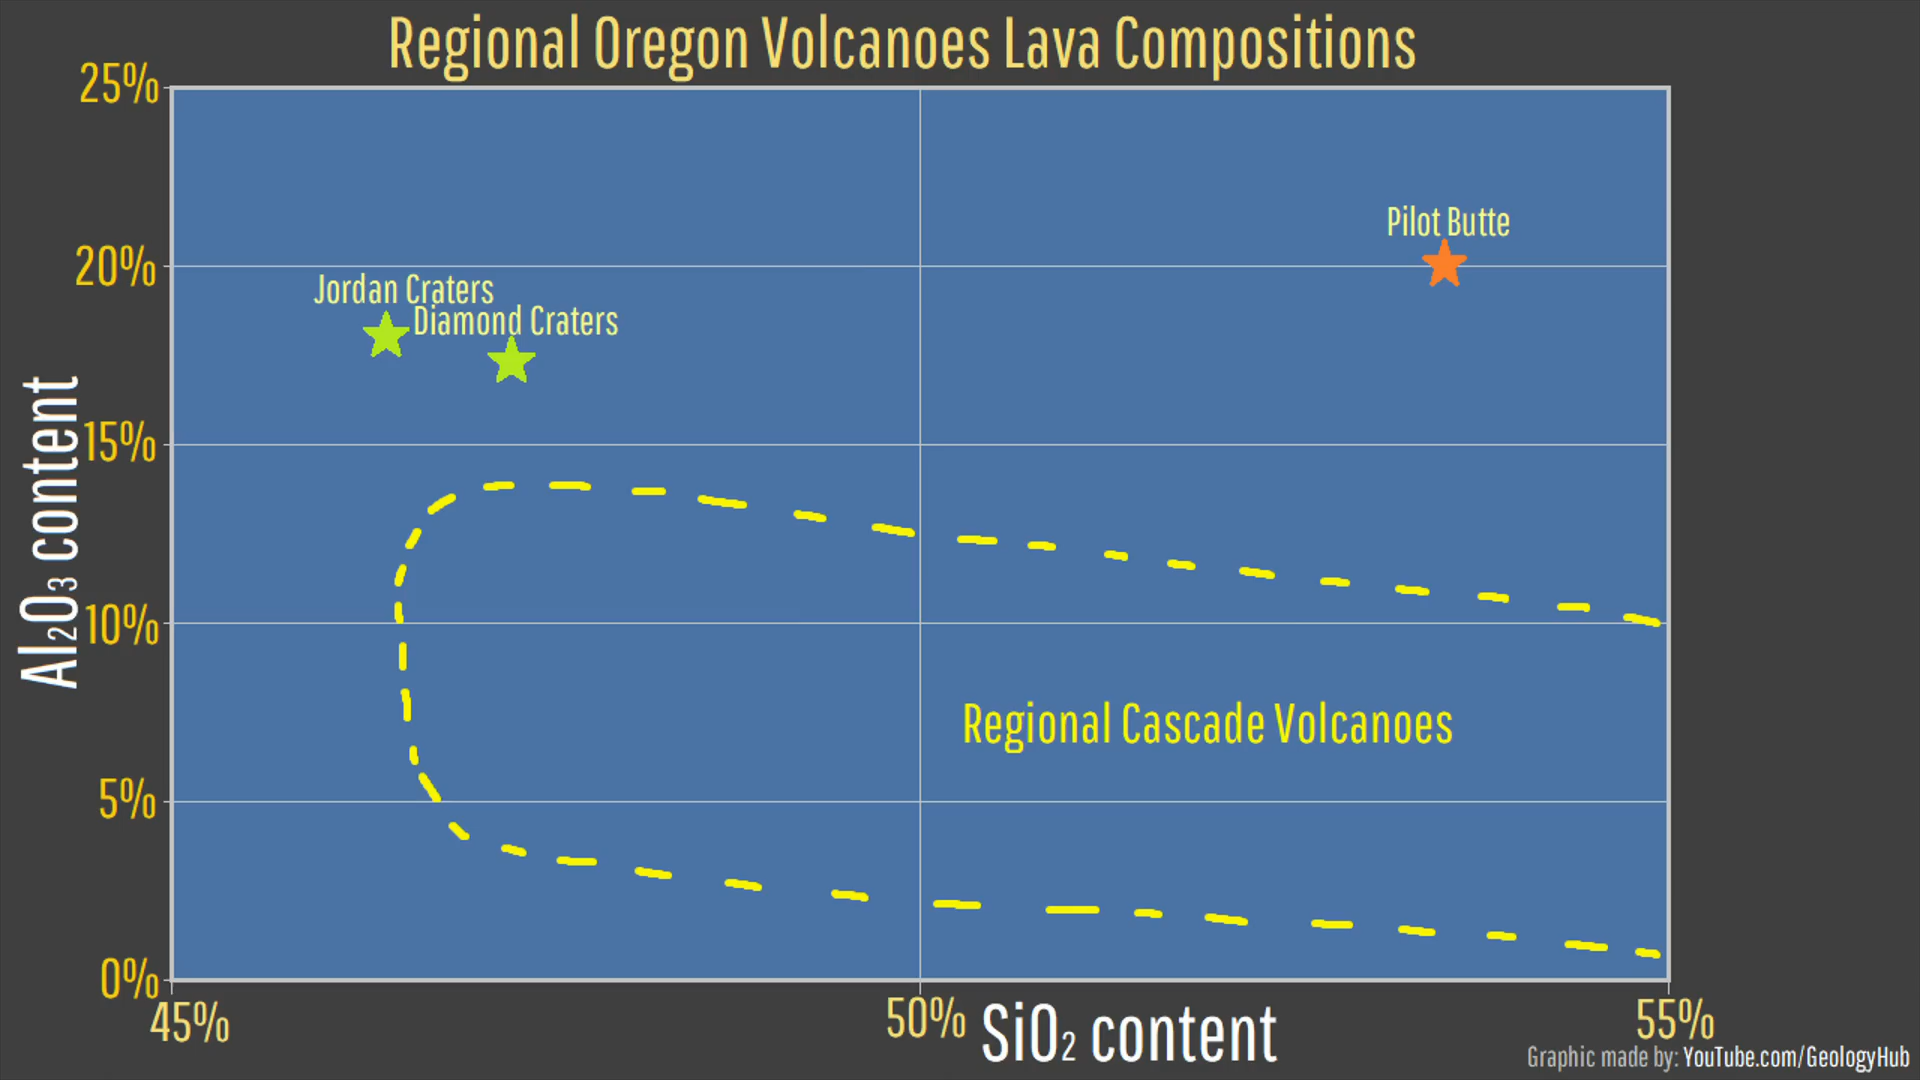 Regional Oregon Volcanoes Lava Compositions
25%
Pilot Butte
20%
Jordan Craters
Diamond Craters
15%
Al₂O₃ content
10%
Regional Cascade Volcanoes
5%
0%
45%
50%
SiO₂ content
55%
Graphic made by: YouTube.com/GeologyHub